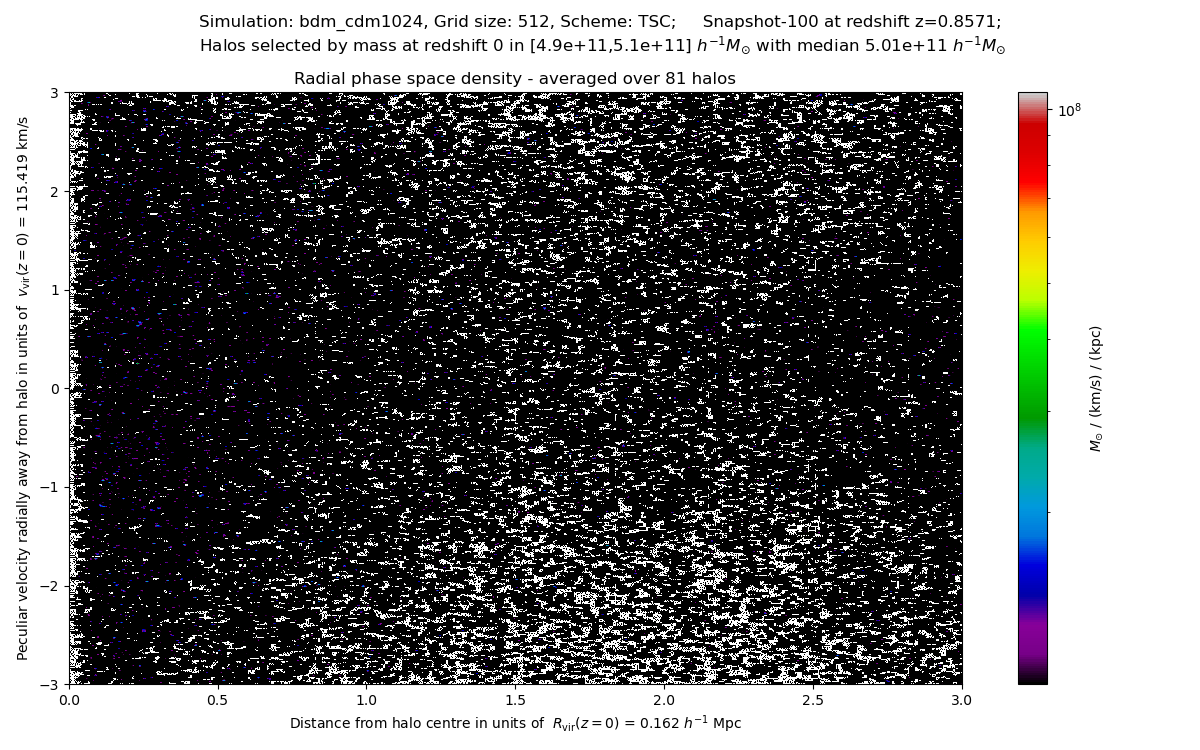 Simulation: bdm_cdm1024, Grid size: 512, Scheme: TSC; Snapshot-100 at redshift z=0.8571;
Halos selected by mass at redshift 0 in [4.9e+11,5.1e+11] h⁻¹M⊙ with median 5.01e+11 h⁻¹M⊙
Radial phase space density - averaged over 81 halos
Peculiar velocity radially away from halo in units of v_vir(z = 0) = 115.419 km/s
3
2
1
0
−1
−2
−3
0.0 0.5 1.0 1.5 2.0 2.5 3.0
Distance from halo centre in units of R_vir(z = 0) = 0.162 h⁻¹ Mpc
10⁸
M⊙ / (km/s) / (kpc)